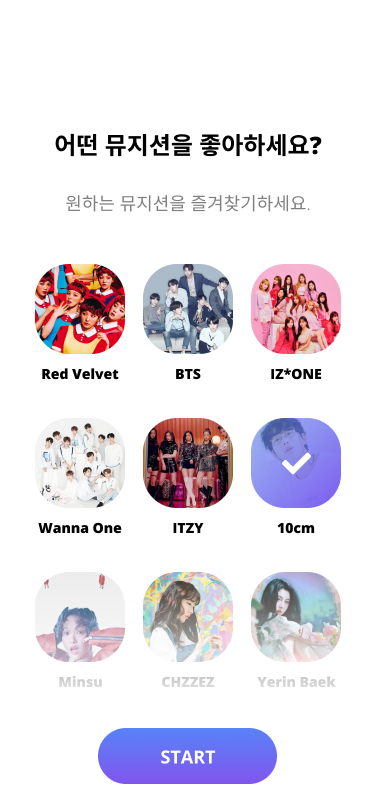 어떤 뮤지션을 좋아하세요?
원하는 뮤지션을 즐겨찾기하세요.
Red Velvet
BTS
IZ*ONE
Wanna One
ITZY
10cm
Minsu
CHZZEZ
Yerin Baek
START